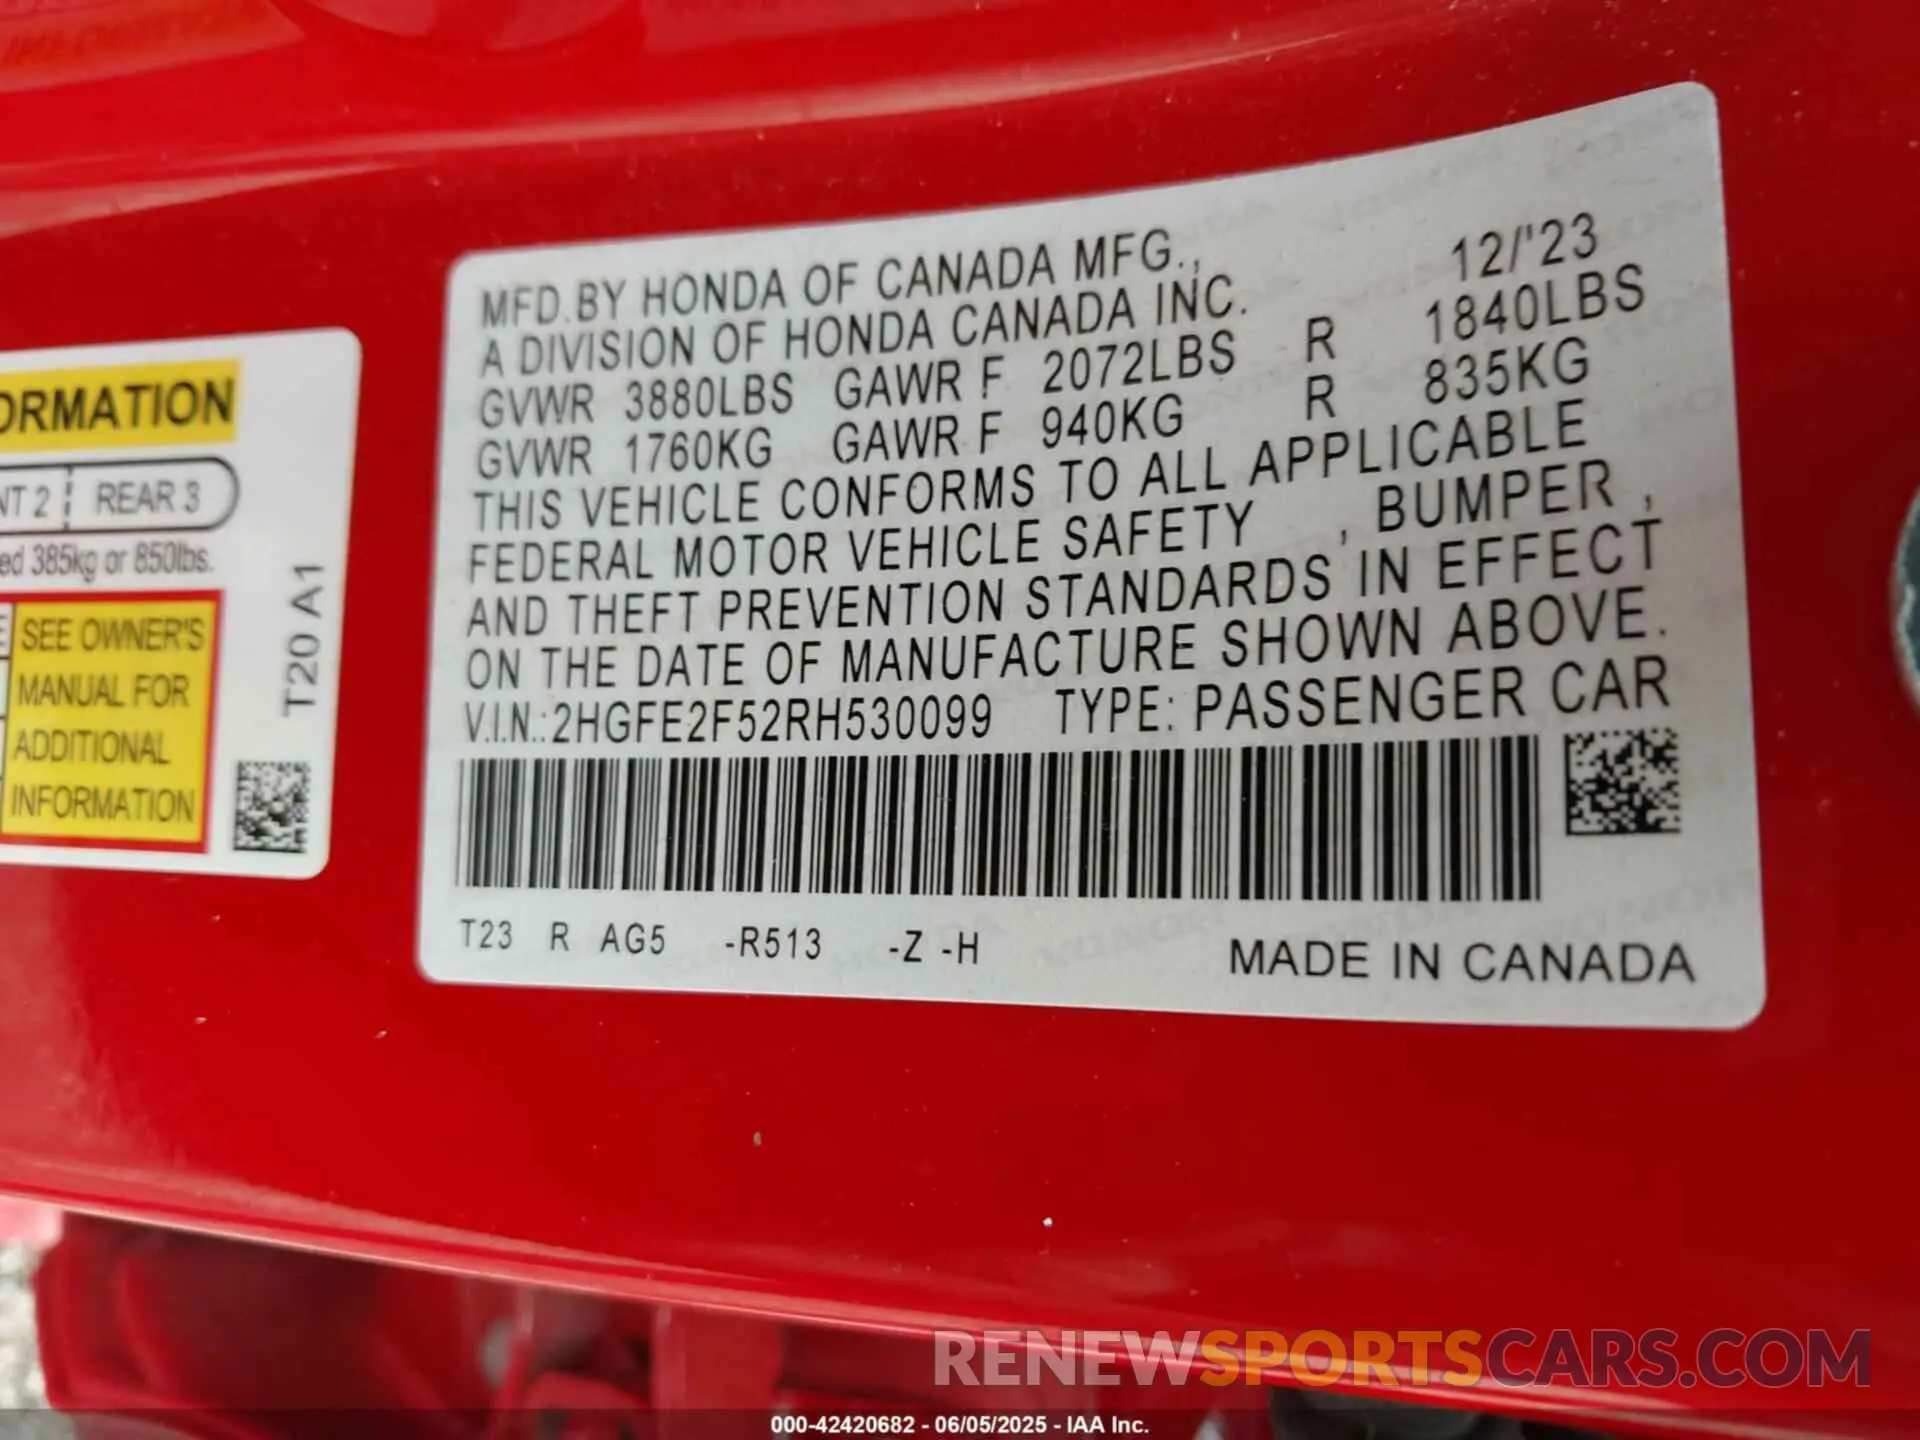 ORMATION
NT 2 REAR 3
ed 385kg or 850lbs.
SEE OWNER'S
MANUAL FOR
ADDITIONAL
INFORMATION
T20 A1
MFD.BY HONDA OF CANADA MFG., 12/'23
A DIVISION OF HONDA CANADA INC.
GVWR 3880LBS GAWR F 2072LBS R 1840LBS
GVWR 1760KG GAWR F 940KG R 835KG
THIS VEHICLE CONFORMS TO ALL APPLICABLE
FEDERAL MOTOR VEHICLE SAFETY , BUMPER ,
AND THEFT PREVENTION STANDARDS IN EFFECT
ON THE DATE OF MANUFACTURE SHOWN ABOVE.
V.I.N.:2HGFE2F52RH530099 TYPE: PASSENGER CAR
T23 R AG5 -R513 -Z -H
MADE IN CANADA
RENEWSPORTSCARS.COM
000-42420682 - 06/05/2025 - IAA Inc.